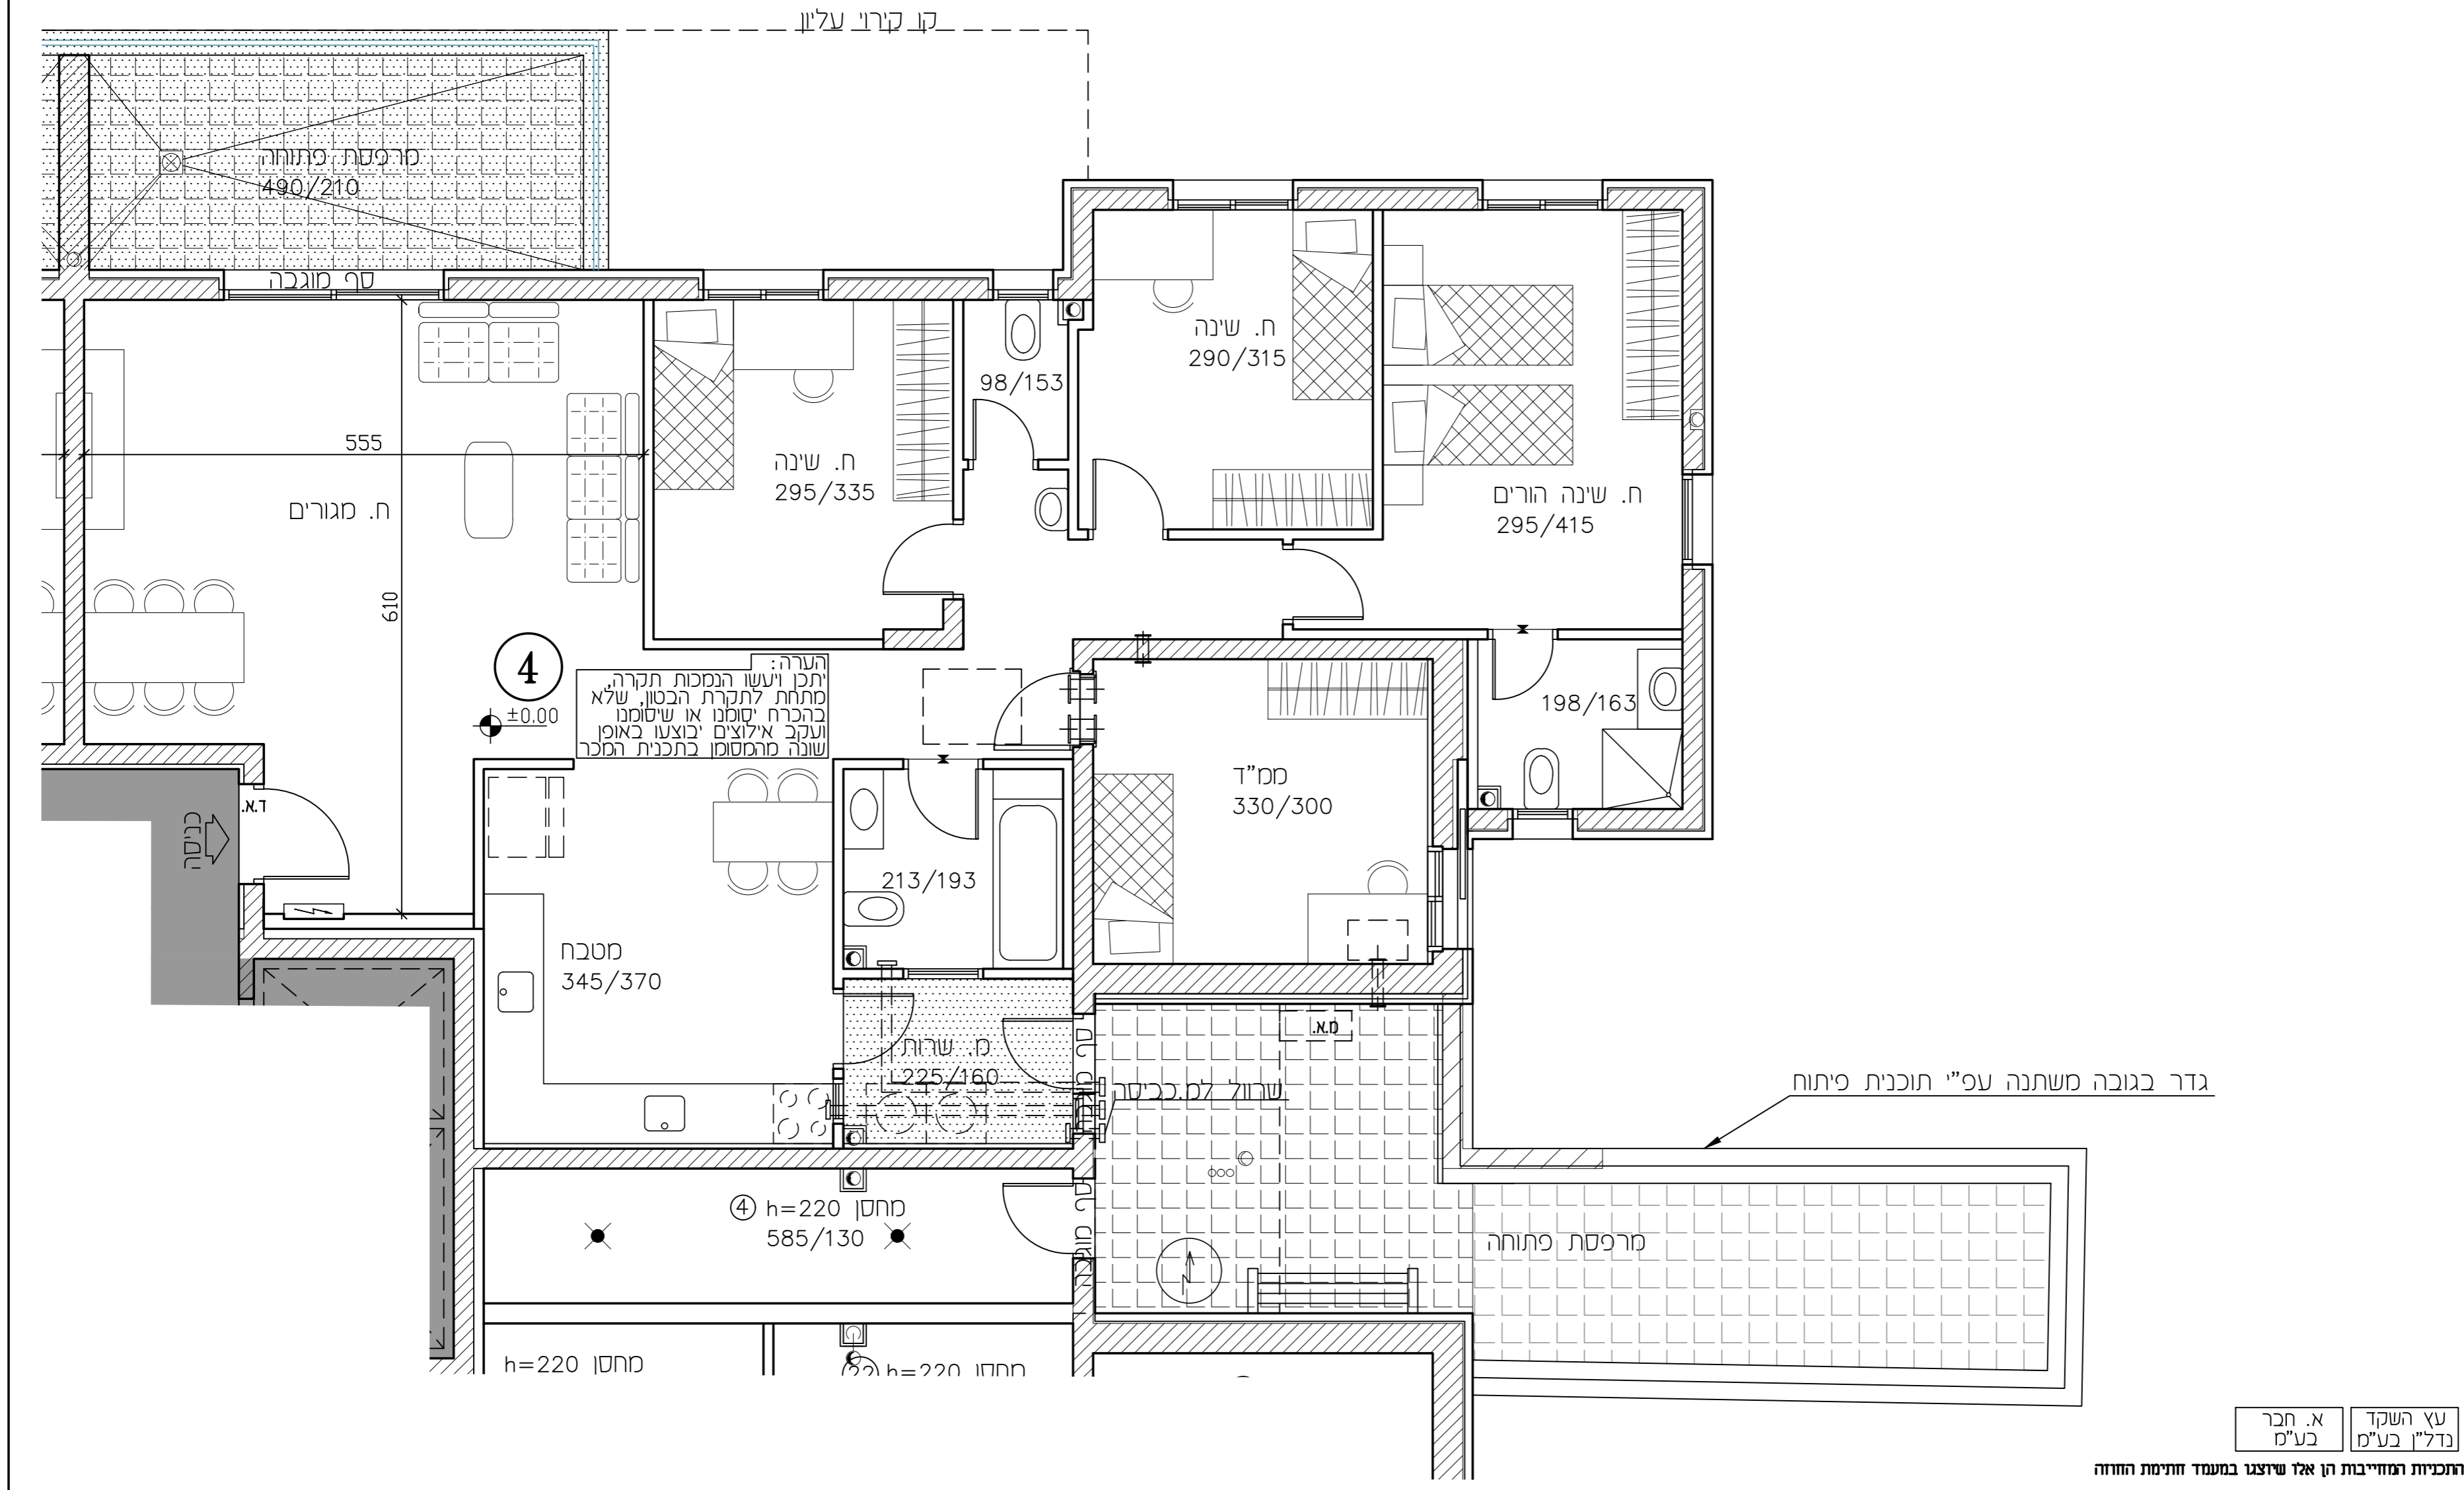 קו קירוי עליון
מרפסת פתוחה
490/210
סף מוגבה
ח. שינה
290/315
98/153
555
ח. שינה
295/335
ח. שינה הורים
295/415
ח. מגורים
610
4
±0.00
הערה:
יתכן ויעשו הנמכות תקרה,
מתחת לתקרת הבטון, שלא
בהכרח יסומנו או שיסומנו
ועקב אילוצים יבוצעו באופן
שונה מהמסומן בתכנית המכר
198/163
ממ"ד
330/300
ד.א.
כניסה
213/193
מטבח
345/370
מ. שרות
225/160
מ.א.
שרוול למ.כביסה
גדר בגובה משתנה עפ"י תוכנית פיתוח
מחסן h=220 ④
585/130
N
מרפסת פתוחה
מחסן h=220
מחסן h=220 22
עץ השקד
נדל"ן בע"מ
א. חבר
בע"מ
התכניות המחייבות הן אלו שיוצגו במעמד חתימת החוזה